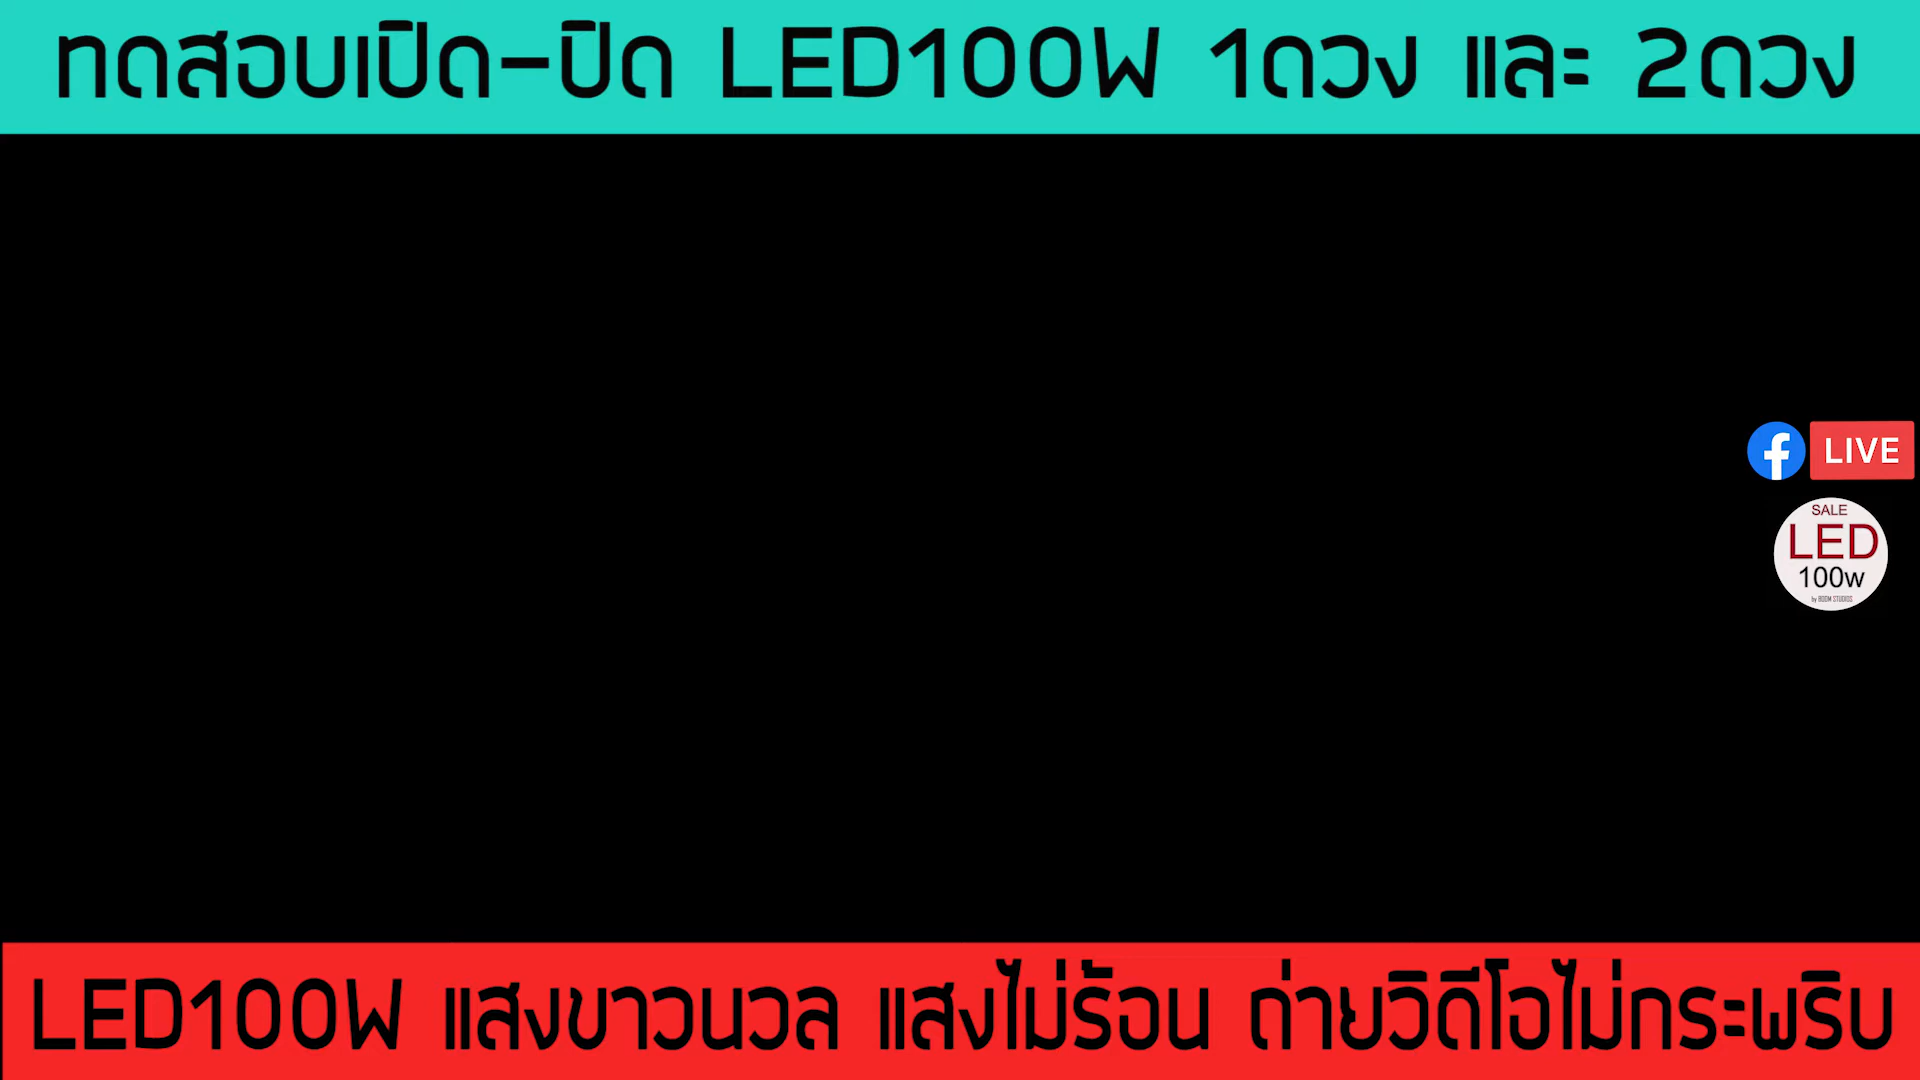 ทดสอบเปิด-ปิด LED100W 1ดวง และ 2ดวง
LIVE
SALE
LED
100w
by BOOM STUDIOS
LED100W แสงขาวนวล แสงไม่ร้อน ถ่ายวิดีโอไม่กระพริบ